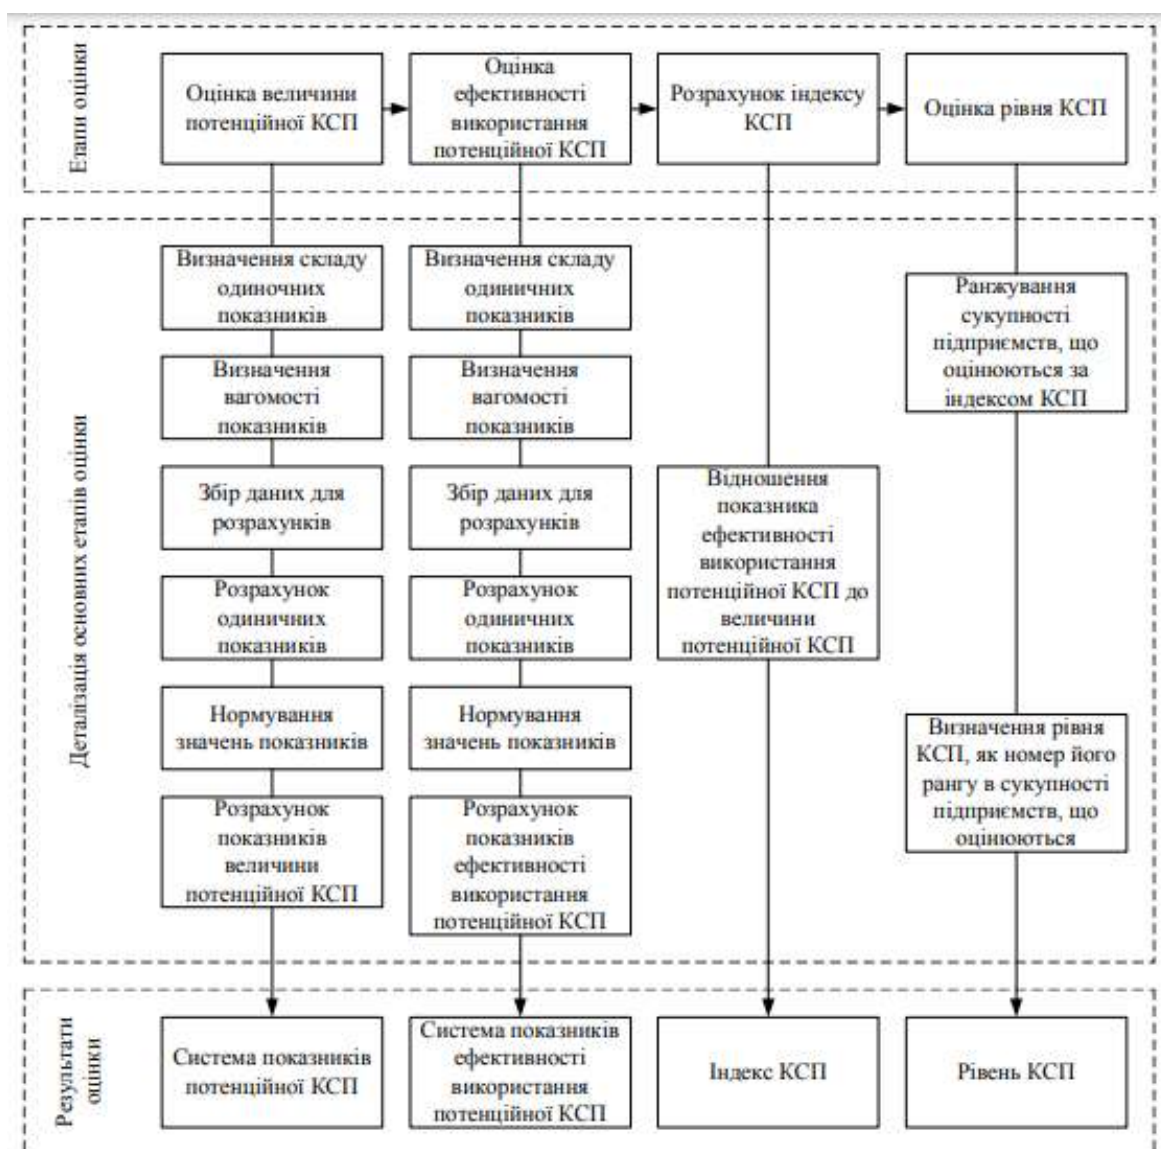 Етапи оцінки
Оцінка величини
потенційної КСП
Оцінка
ефективності
використання
потенційної КСП
Розрахунок індексу
КСП
Оцінка рівня КСП
Деталізація основних етапів оцінки
Визначення складу
одиночних
показників
Визначення
вагомості
показників
Збір даних для
розрахунків
Розрахунок
одиничних
показників
Нормування
значень показників
Розрахунок
показників
величини
потенційної КСП
Визначення складу
одиничних
показників
Визначення
вагомості
показників
Збір даних для
розрахунків
Розрахунок
одиничних
показників
Нормування
значень показників
Розрахунок
показників
ефективності
використання
потенційної КСП
Відношення
показника
ефективності
використання
потенційної КСП до
величини
потенційної КСП
Ранжування
сукупності
підприємств, що
оцінюються за
індексом КСП
Визначення рівня
КСП, як номер його
рангу в сукупності
підприємств, що
оцінюються
Результати
оцінки
Система показників
потенційної КСП
Система показників
ефективності
використання
потенційної КСП
Індекс КСП
Рівень КСП